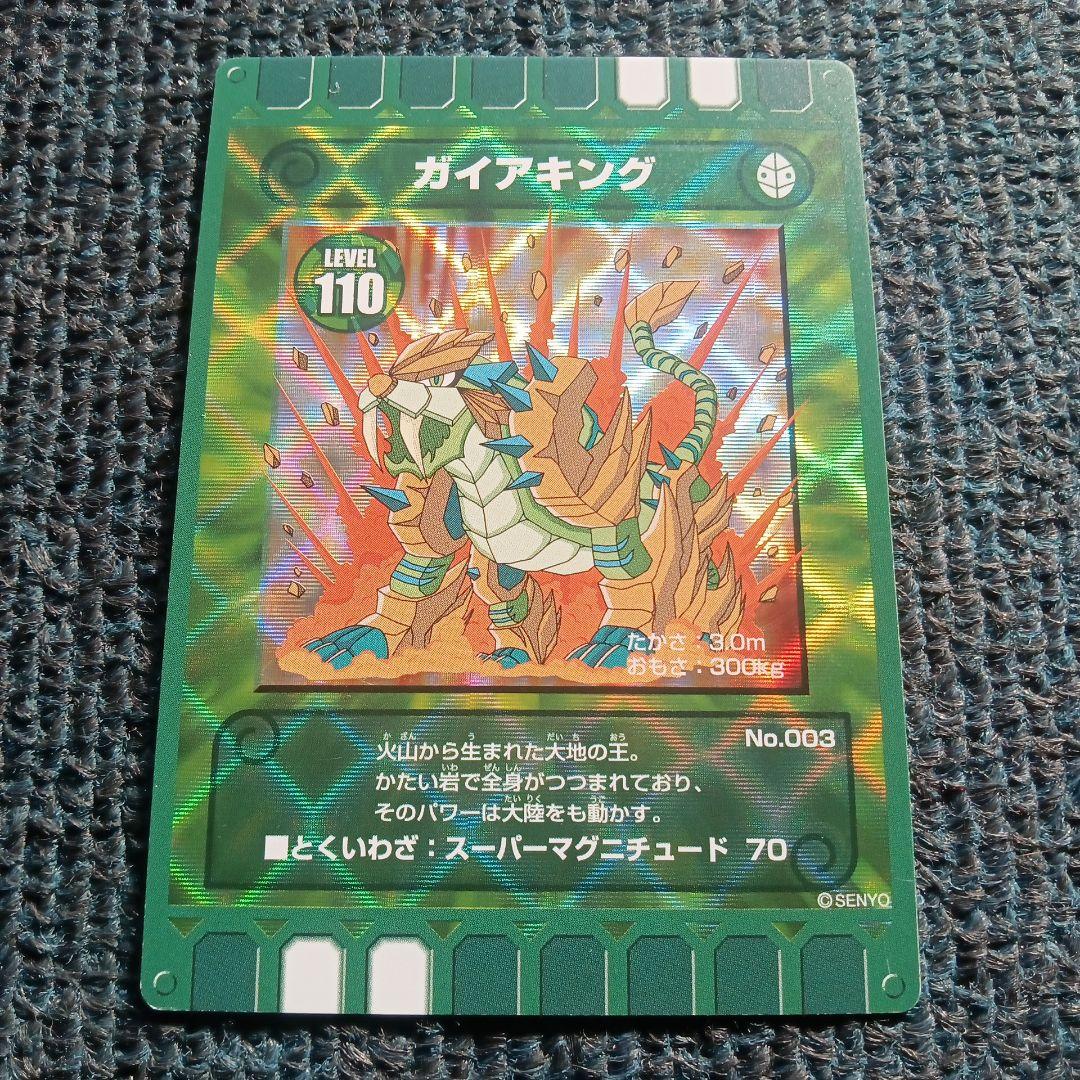 ガイアキング
LEVEL
110
たかさ：3.0m
おもさ：300kg
No.003
火山から生まれた大地の王。
かたい岩で全身がつつまれており、
そのパワーは大陸をも動かす。
■とくいわざ：スーパーマグニチュード 70
©SENYO